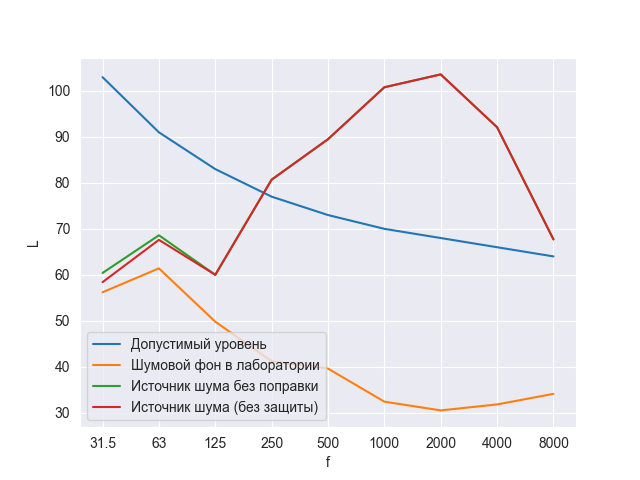 100
90
80
70
60
50
40
30
L
Допустимый уровень
Шумовой фон в лаборатории
Источник шума без поправки
Источник шума (без защиты)
31.5 63 125 250 500 1000 2000 4000 8000
f